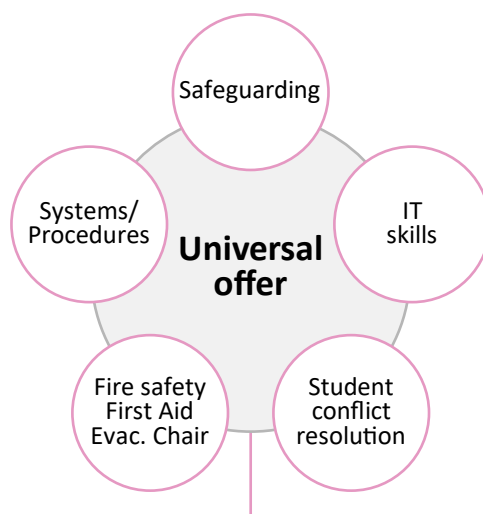 Safeguarding
Systems/
Procedures
IT
skills
Universal
offer
Fire safety
First Aid
Evac. Chair
Student
conflict
resolution